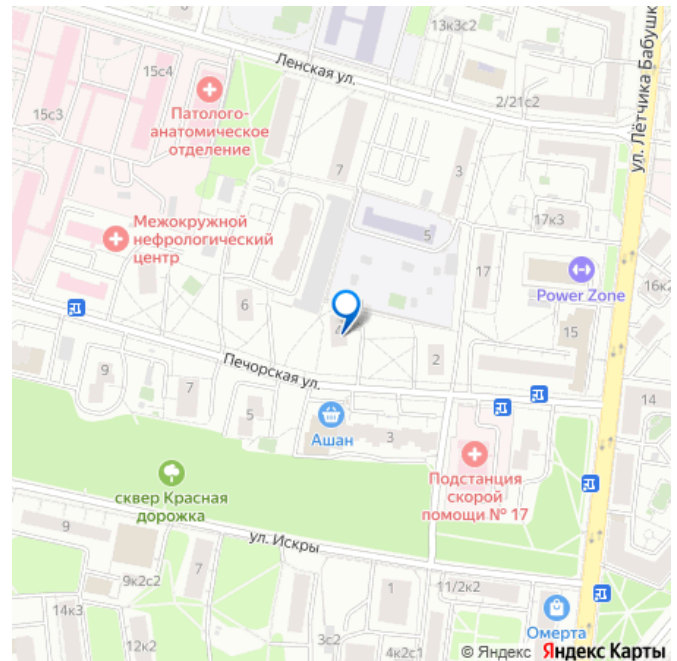 13к3с2
Ленская ул.
15с4
2/21с2
ул. Лётчика Бабушк
15с3
Патолого-
анатомическое
отделение
7
3
17к3
Межокружной
нефрологический
центр
5
17
Power Zone
16к2
6
15
2
Печорская ул.
9
7
5
14
Ашан
3
Подстанция
скорой
помощи № 17
сквер Красная
дорожка
ул. Искры
9
9к2с2
7
1
11/2к2
14к3
12к2
3с2
4к2с1
Омерта
© Яндекс Яндекс Карты